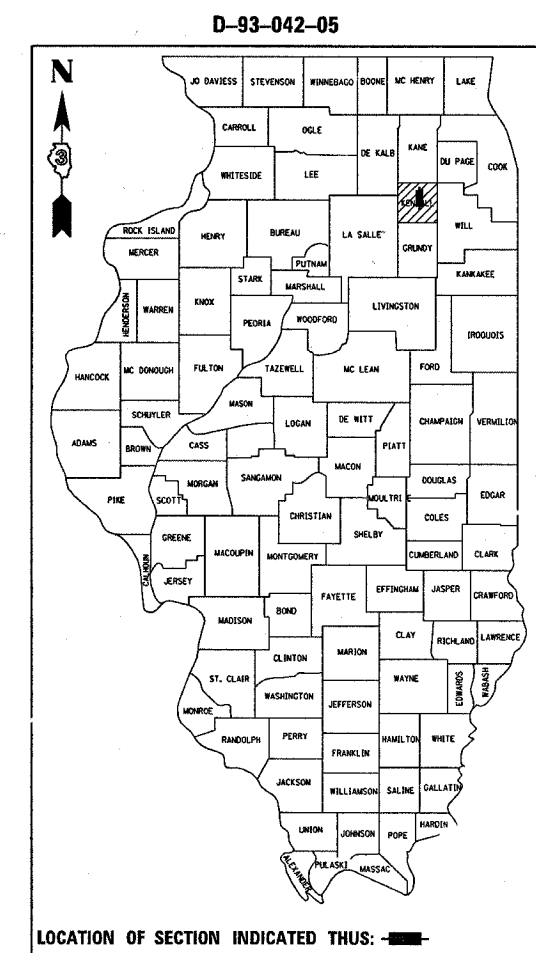 D-93-042-05
N
3
JO DAVIESS STEVENSON WINNEBAGO BOONE MC HENRY LAKE
CARROLL OGLE DE KALB KANE DU PAGE COOK
WHITESIDE LEE
KENDALL
ROCK ISLAND HENRY BUREAU LA SALLE WILL
MERCER PUTNAM GRUNDY
STARK MARSHALL KANKAKEE
HENDERSON WARREN KNOX PEORIA WOODFORD LIVINGSTON IROQUOIS
HANCOCK MC DONOUGH FULTON TAZEWELL MC LEAN FORD
SCHUYLER MASON LOGAN DE WITT CHAMPAIGN VERMILION
ADAMS BROWN CASS PIATT
MORGAN SANGAMON MACON DOUGLAS
PIKE SCOTT CHRISTIAN MOULTRI EDGAR
COLES
GREENE MACOUPIN MONTGOMERY SHELBY
CALHOUN JERSEY CUMBERLAND CLARK
FAYETTE EFFINGHAM JASPER CRAWFORD
MADISON BOND
CLAY RICHLAND LAWRENCE
CLINTON MARION
ST. CLAIR WAYNE EDWARDS WABASH
WASHINGTON JEFFERSON
MONROE
RANDOLPH PERRY HAMILTON WHITE
FRANKLIN
JACKSON WILLIAMSON SALINE GALLATIN
UNION JOHNSON POPE HARDIN
ALEXANDER PULASKI MASSAC
LOCATION OF SECTION INDICATED THUS: